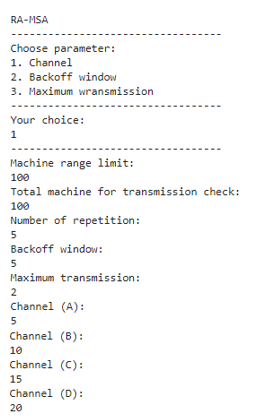 RA-MSA
---------------------------------
Choose parameter:
1. Channel
2. Backoff window
3. Maximum wransmission
---------------------------------
Your choice:
1
---------------------------------
Machine range limit:
100
Total machine for transmission check:
100
Number of repetition:
5
Backoff window:
5
Maximum transmission:
2
Channel (A):
5
Channel (B):
10
Channel (C):
15
Channel (D):
20